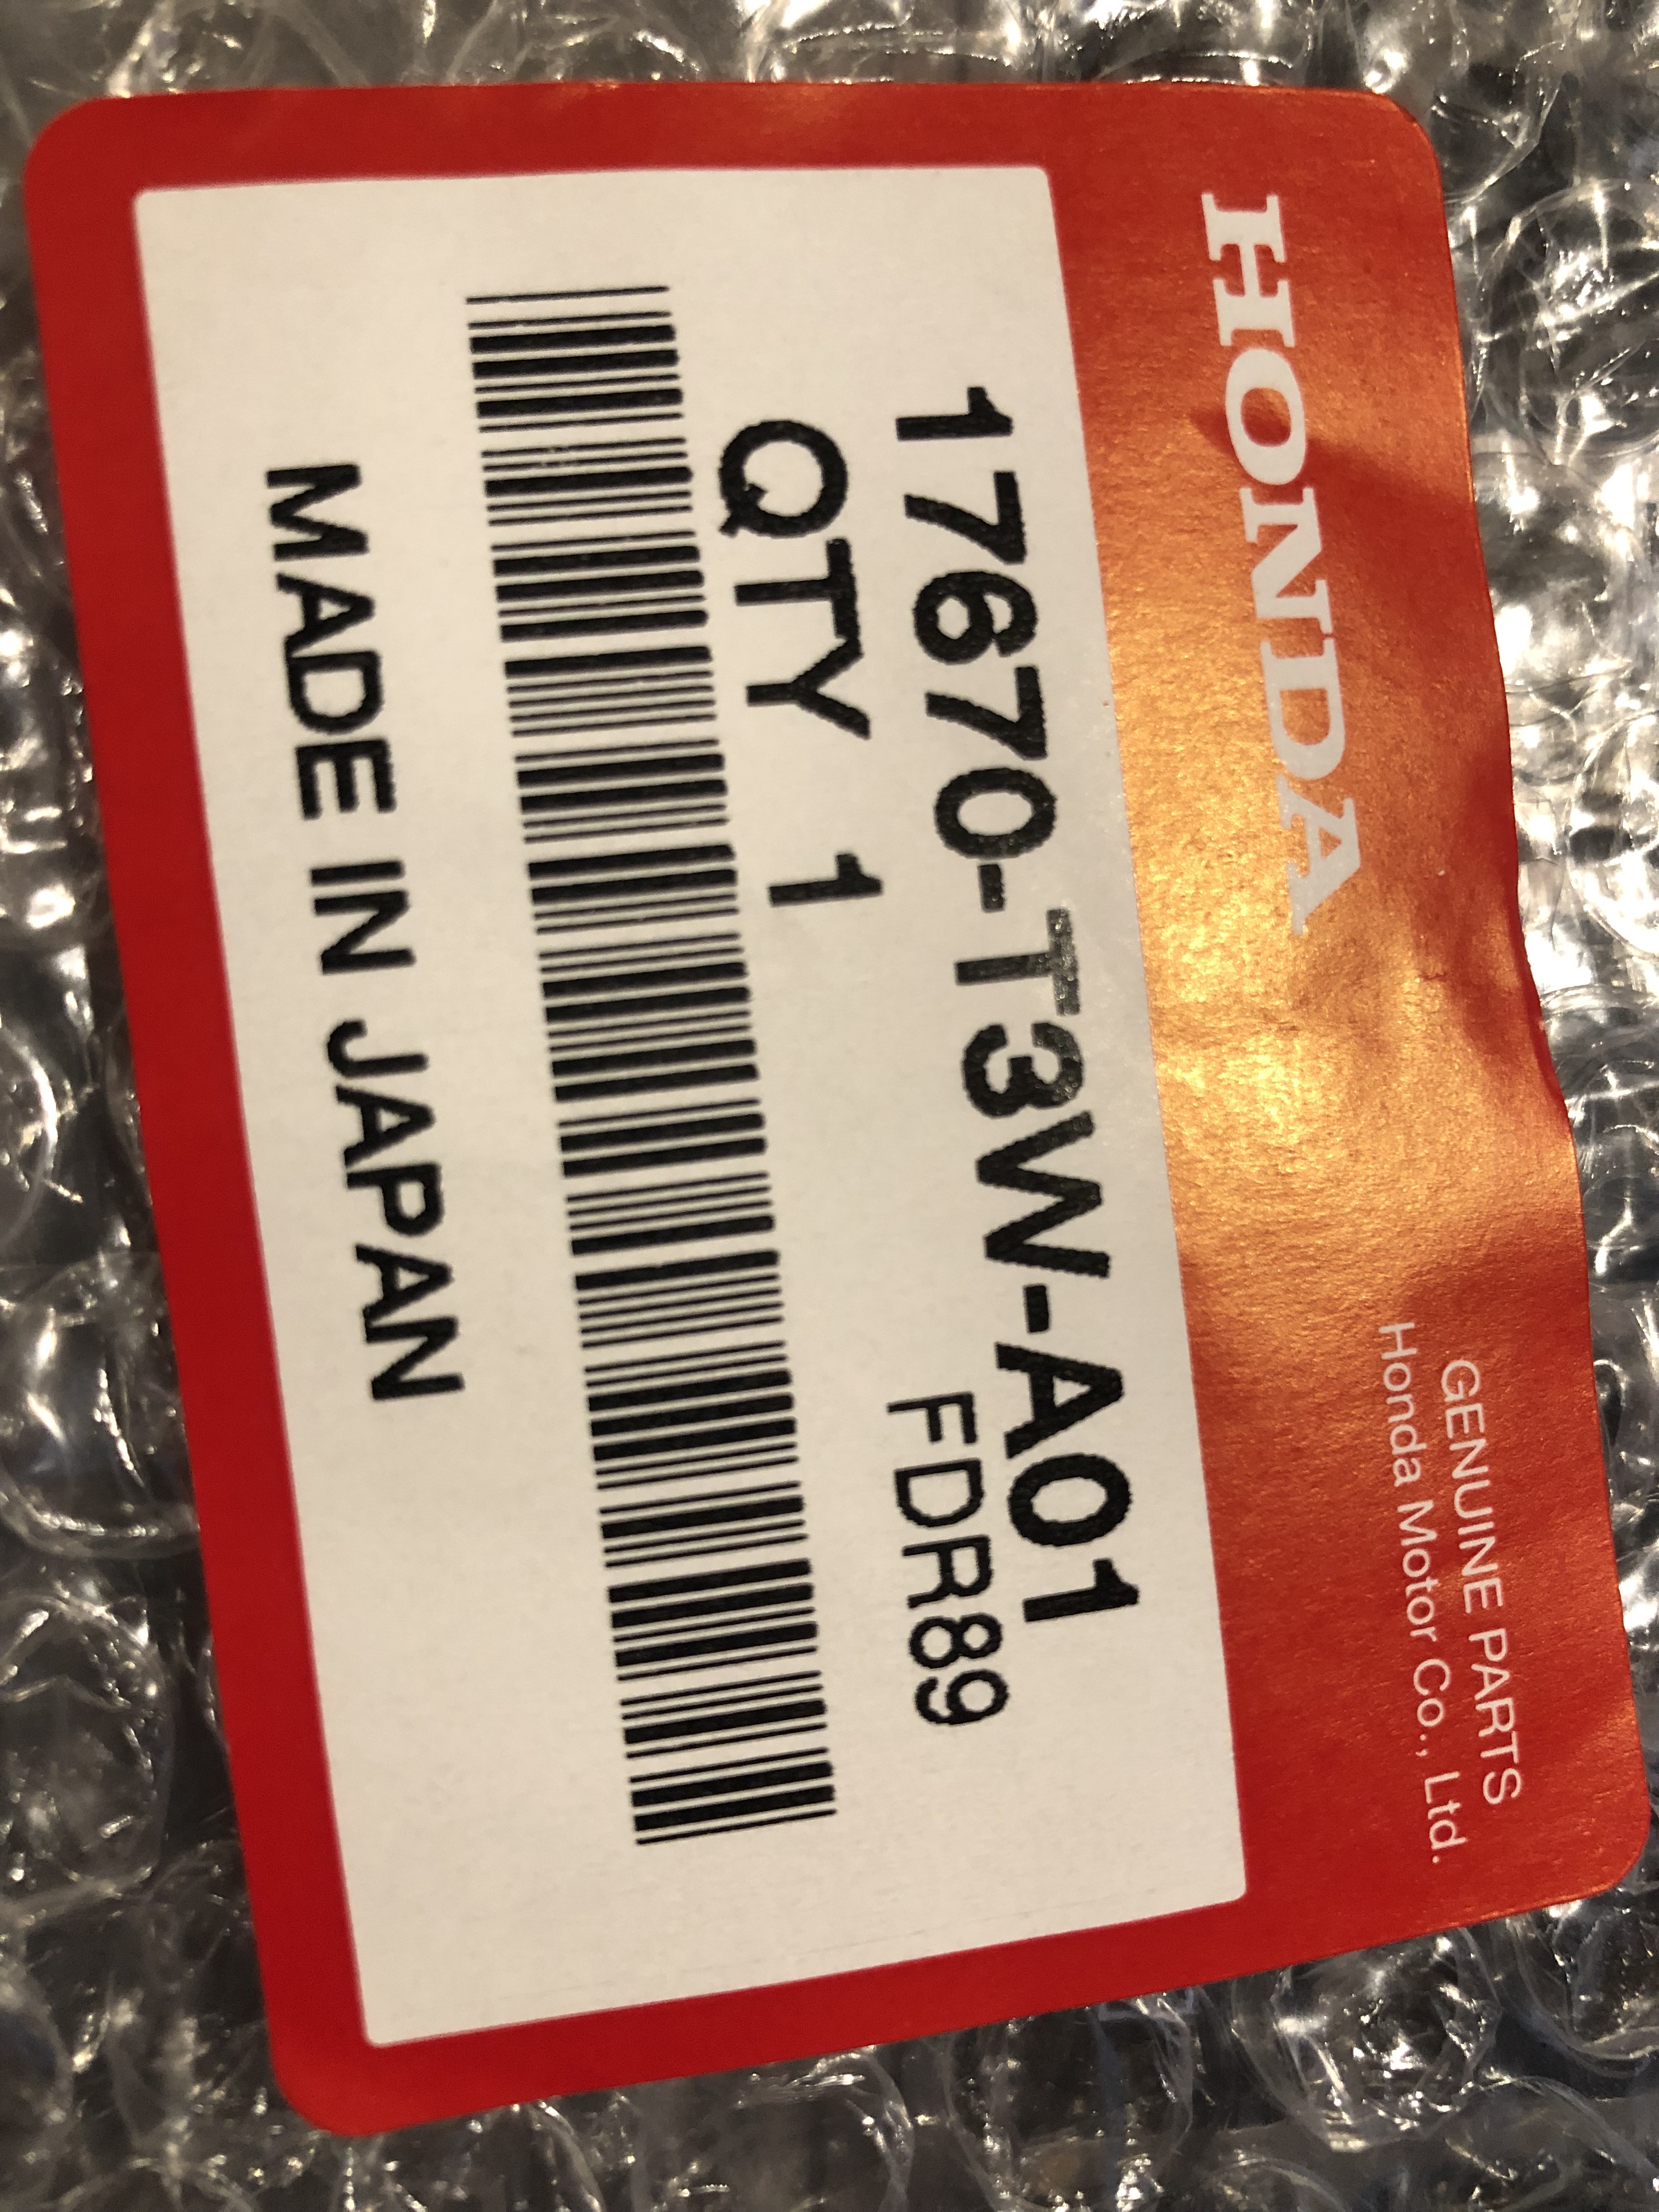 HONDA
GENUINE PARTS
Honda Motor Co., Ltd.
17670-T3W-A01
QTY 1
FDR89
MADE IN JAPAN